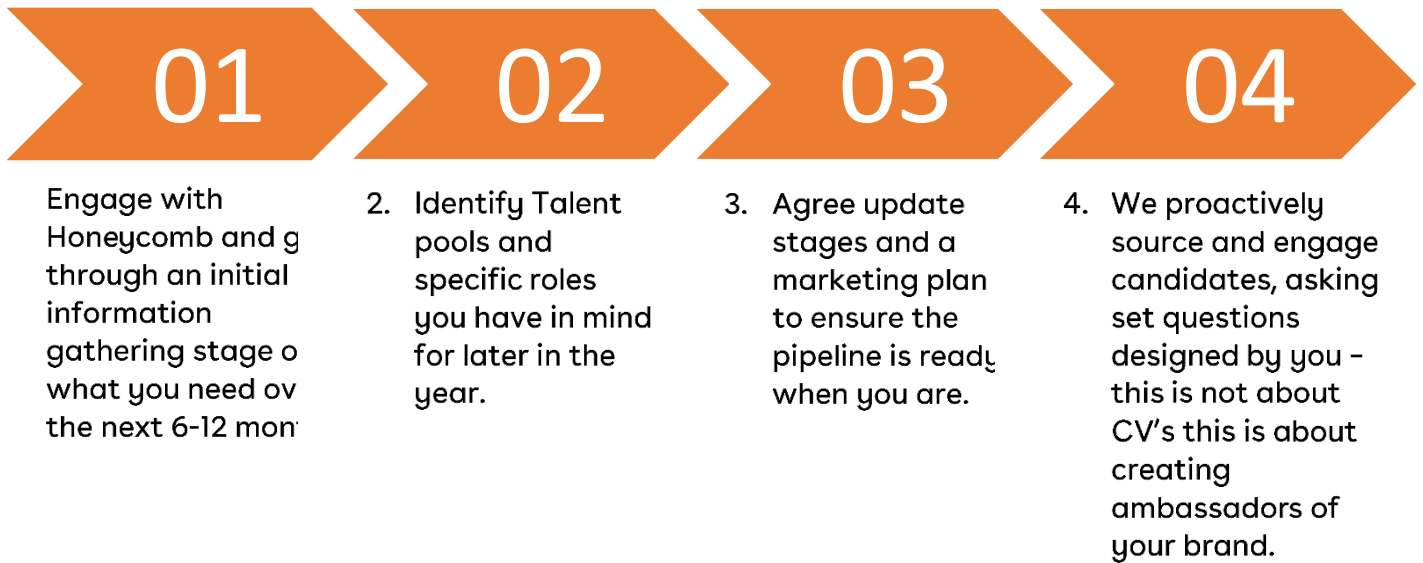 01
02
03
04
Engage with
Honeycomb and
through an initial
information
gathering stage
what you need
the next 6-12
2. Identify Talent
pools and
specific roles
you have in mind
for later in the
year.
3. Agree update
stages and a
marketing plan
to ensure the
pipeline is ready
when you are.
4. We proactively
source and engage
candidates, asking
set questions
designed by you –
this is not about
CV's this is about
creating
ambassadors of
your brand.